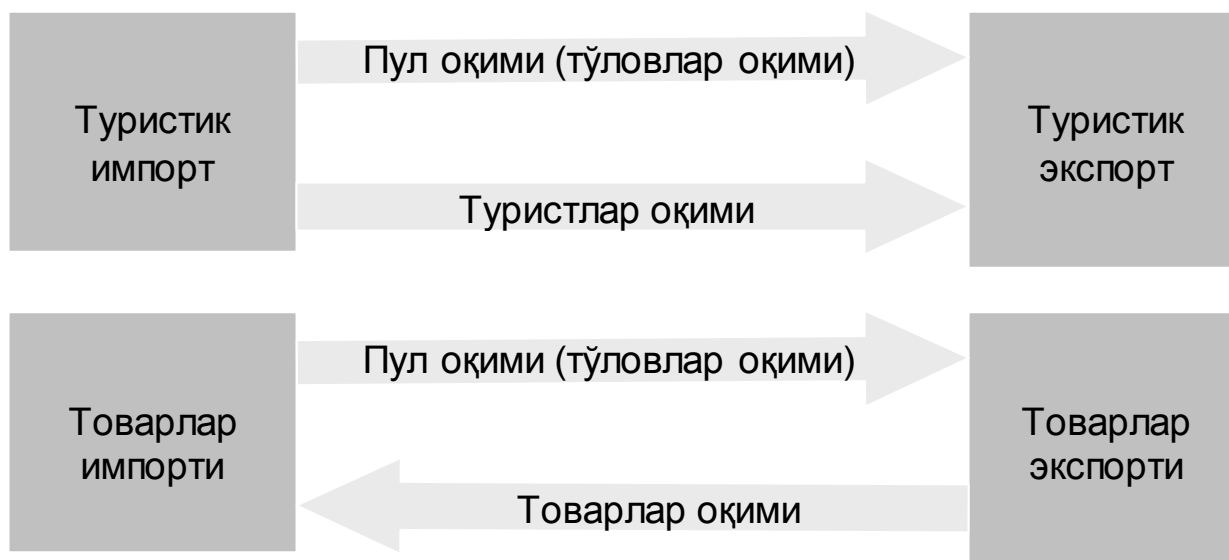 Пул оқими (тўловлар оқими)
Туристик
импорт
Туристик
экспорт
Туристлар оқими
Пул оқими (тўловлар оқими)
Товарлар
импорти
Товарлар
экспорти
Товарлар оқими